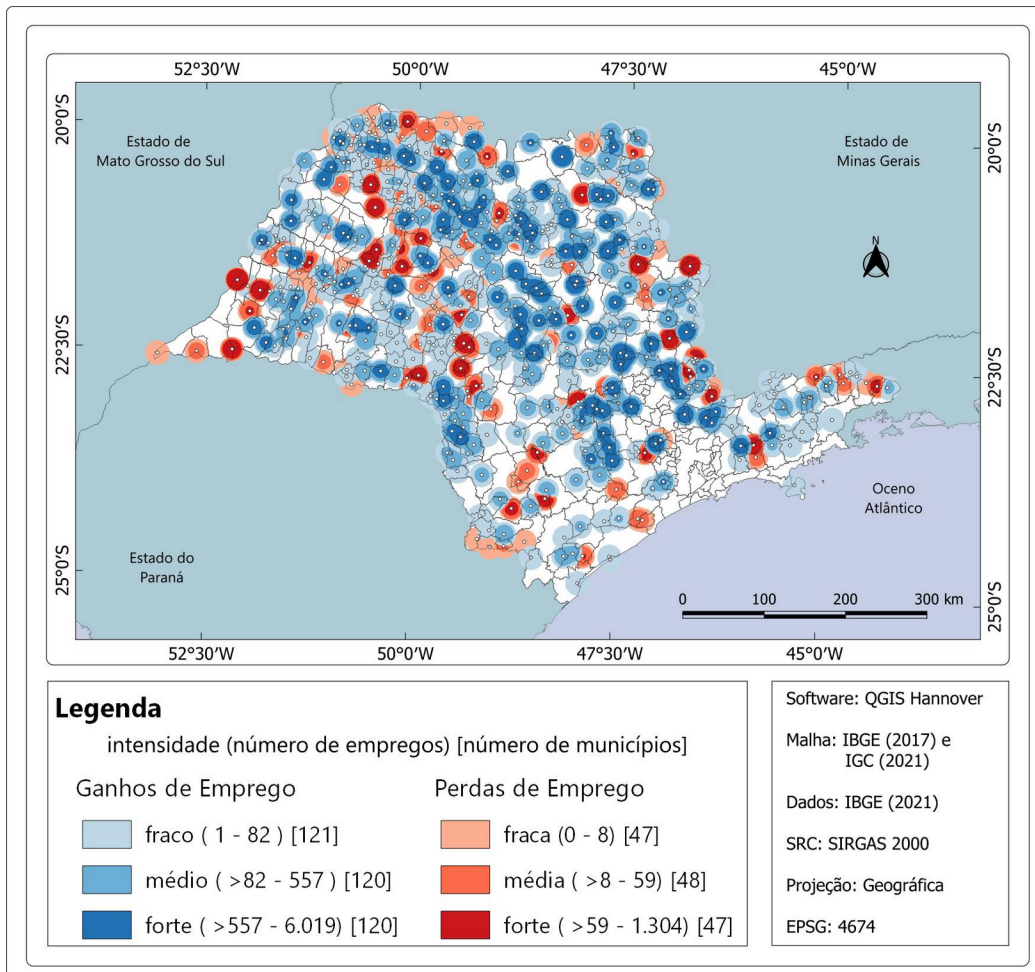 52°30'W 50°0'W 47°30'W 45°0'W
20°0'S
20°0'S
Estado de
Mato Grosso do Sul
Estado de
Minas Gerais
N
22°30'S
22°30'S
Oceno
Atlântico
Estado do
Paraná
25°0'S
25°0'S
0 100 200 300 km
52°30'W 50°0'W 47°30'W 45°0'W
Legenda
intensidade (número de empregos) [número de municípios]
Ganhos de Emprego
fraco ( 1 - 82 ) [121]
médio ( >82 - 557 ) [120]
forte ( >557 - 6.019) [120]
Perdas de Emprego
fraca (0 - 8) [47]
média ( >8 - 59) [48]
forte ( >59 - 1.304) [47]
Software: QGIS Hannover
Malha: IBGE (2017) e
IGC (2021)
Dados: IBGE (2021)
SRC: SIRGAS 2000
Projeção: Geográfica
EPSG: 4674